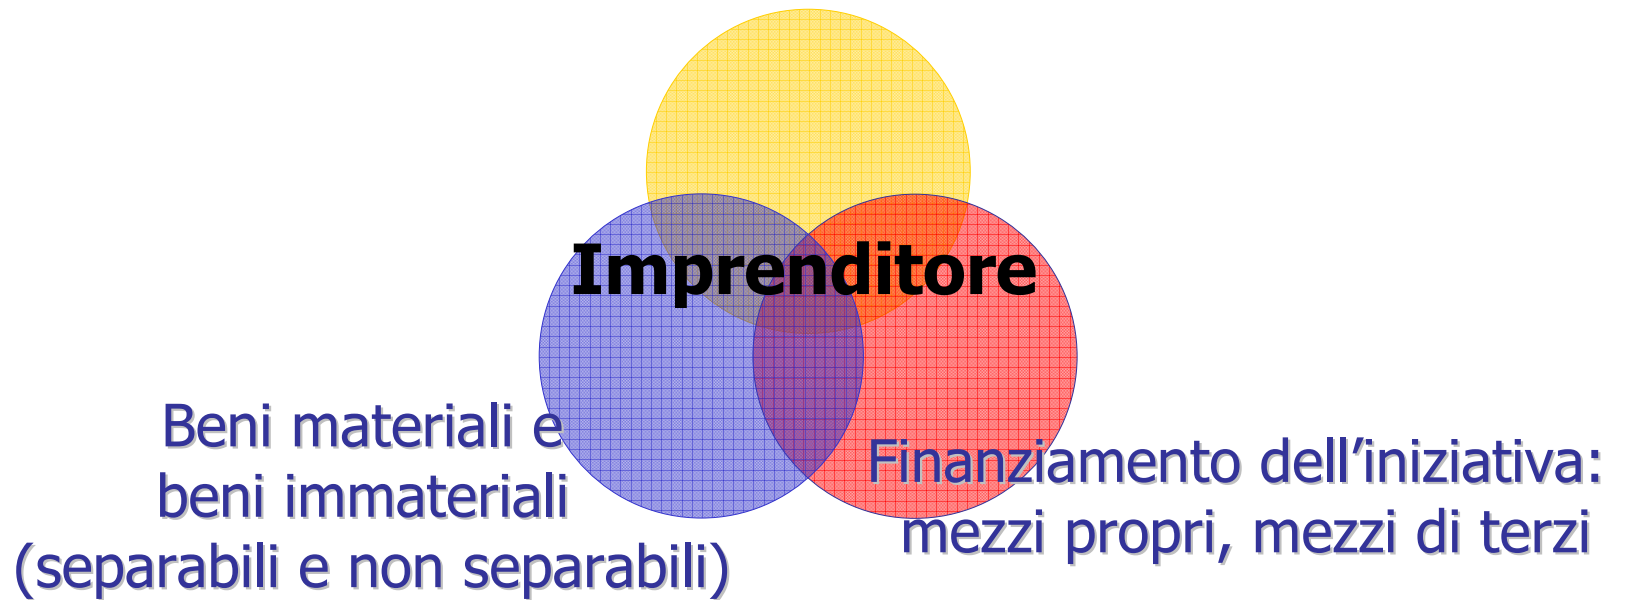 Imprenditore
Beni materiali e
beni immateriali
(separabili e non separabili)
Finanziamento dell’iniziativa:
mezzi propri, mezzi di terzi